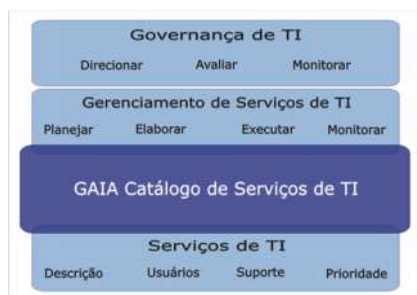 Governança de TI
Direcionar Avaliar Monitorar
Gerenciamento de Serviços de TI
Planejar Elaborar Executar Monitorar
GAIA Catálogo de Serviços de TI
Serviços de TI
Descrição Usuários Suporte Prioridade